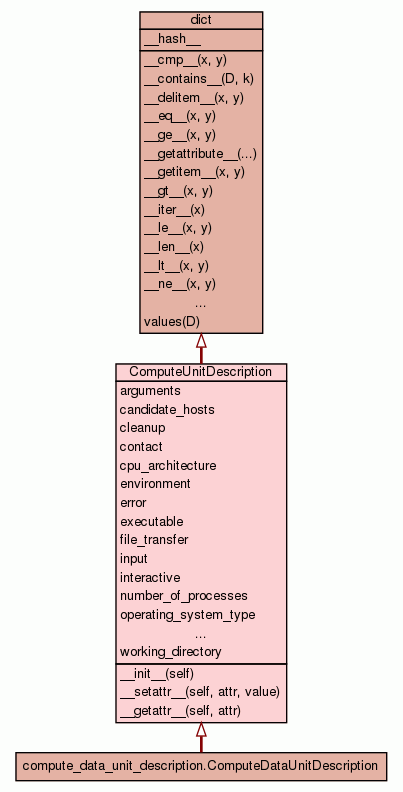 dict
__hash__
__cmp__(x, y)
__contains__(D, k)
__delitem__(x, y)
__eq__(x, y)
__ge__(x, y)
__getattribute__(...)
__getitem__(x, y)
__gt__(x, y)
__iter__(x)
__le__(x, y)
__len__(x)
__lt__(x, y)
__ne__(x, y)
...
values(D)
ComputeUnitDescription
arguments
candidate_hosts
cleanup
contact
cpu_architecture
environment
error
executable
file_transfer
input
interactive
number_of_processes
operating_system_type
...
working_directory
__init__(self)
__setattr__(self, attr, value)
__getattr__(self, attr)
compute_data_unit_description.ComputeDataUnitDescription